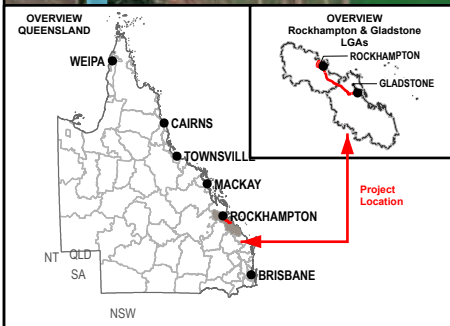 OVERVIEW
QUEENSLAND
WEIPA
CAIRNS
TOWNSVILLE
MACKAY
ROCKHAMPTON
BRISBANE
NT
QLD
SA
NSW
OVERVIEW
Rockhampton & Gladstone
LGAs
ROCKHAMPTON
GLADSTONE
Project
Location